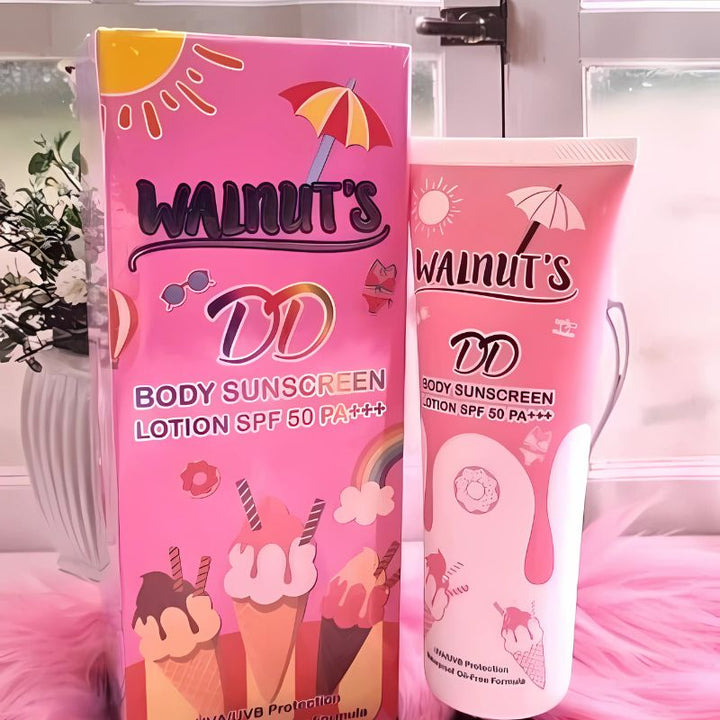 WALNUT'S
DD
BODY SUNSCREEN
LOTION SPF 50 PA+++
UVA/UVB Protection
Formula
WALNUT'S
DD
BODY SUNSCREEN
LOTION SPF 50 PA+++
UVA/UVB Protection
Waterproof Oil-Free Formula